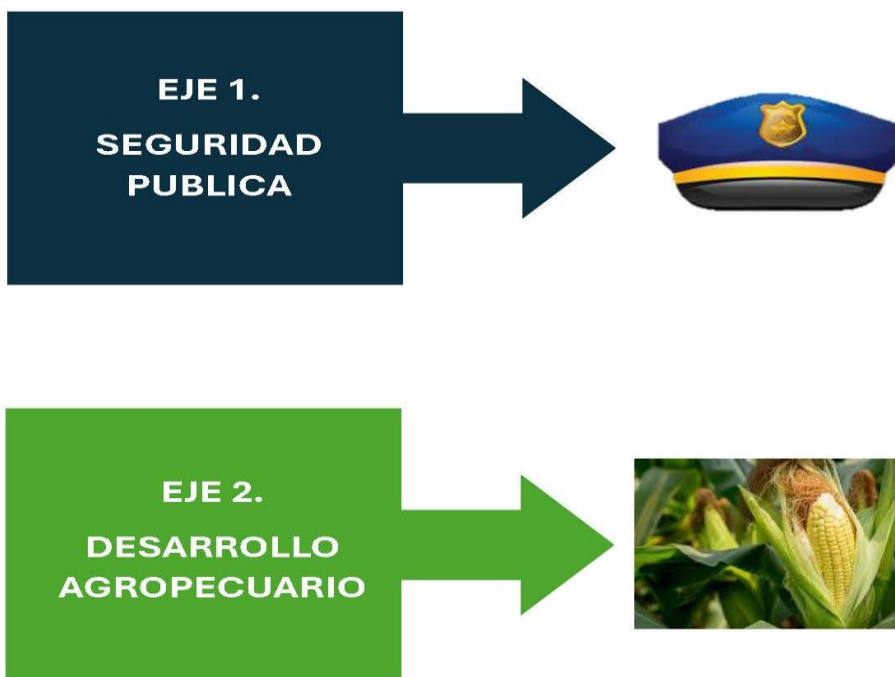 EJE 1.
SEGURIDAD
PUBLICA
EJE 2.
DESARROLLO
AGROPECUARIO